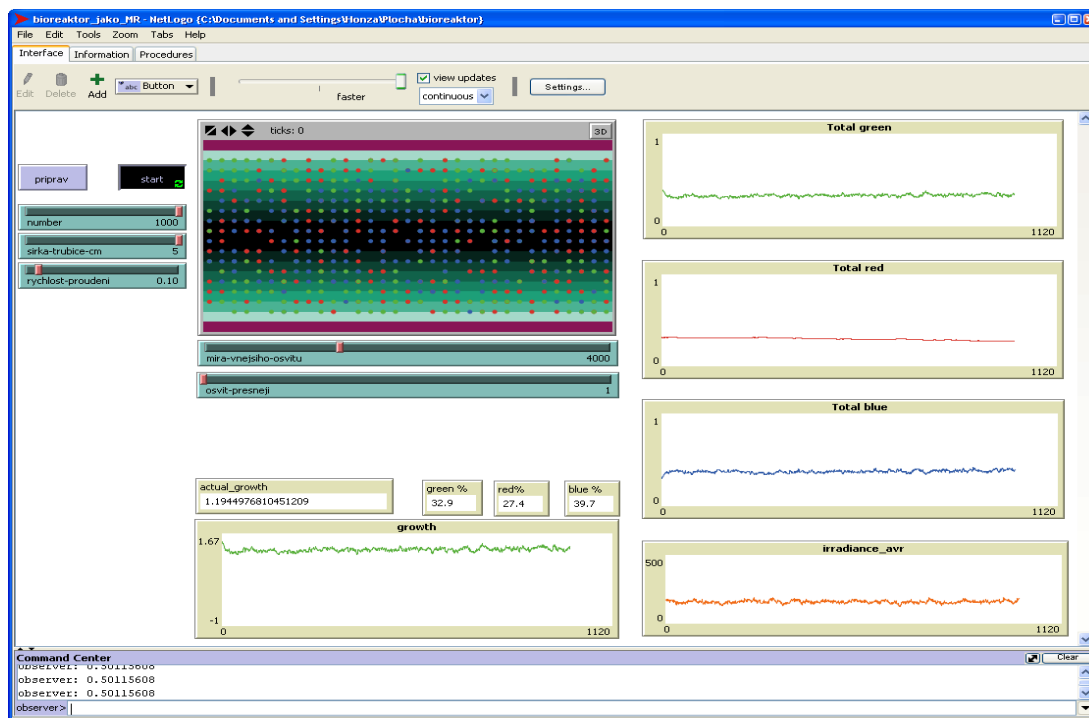 bioreaktor_jako_MR - NetLogo {C:\Documents and Settings\Honza\Plocha\bioreaktor}
File Edit Tools Zoom Tabs Help
Interface Information Procedures
Edit Delete Add abc Button faster view updates continuous Settings...
ticks: 0 3D
priprav start
number 1000
sirka-trubice-cm 5
rychlost-proudeni 0.10
mira-vnejsiho-osvitu 4000
osvit-presneji 1
actual_growth
1.1944976810451209
green %
32.9
red%
27.4
blue %
39.7
growth
1.67
-1
0 1120
Total green
1
0
0 1120
Total red
1
0
0 1120
Total blue
1
0
0 1120
irradiance_avr
500
0
0 1120
Command Center Clear
observer: 0.50115608
observer: 0.50115608
observer: 0.50115608
observer>